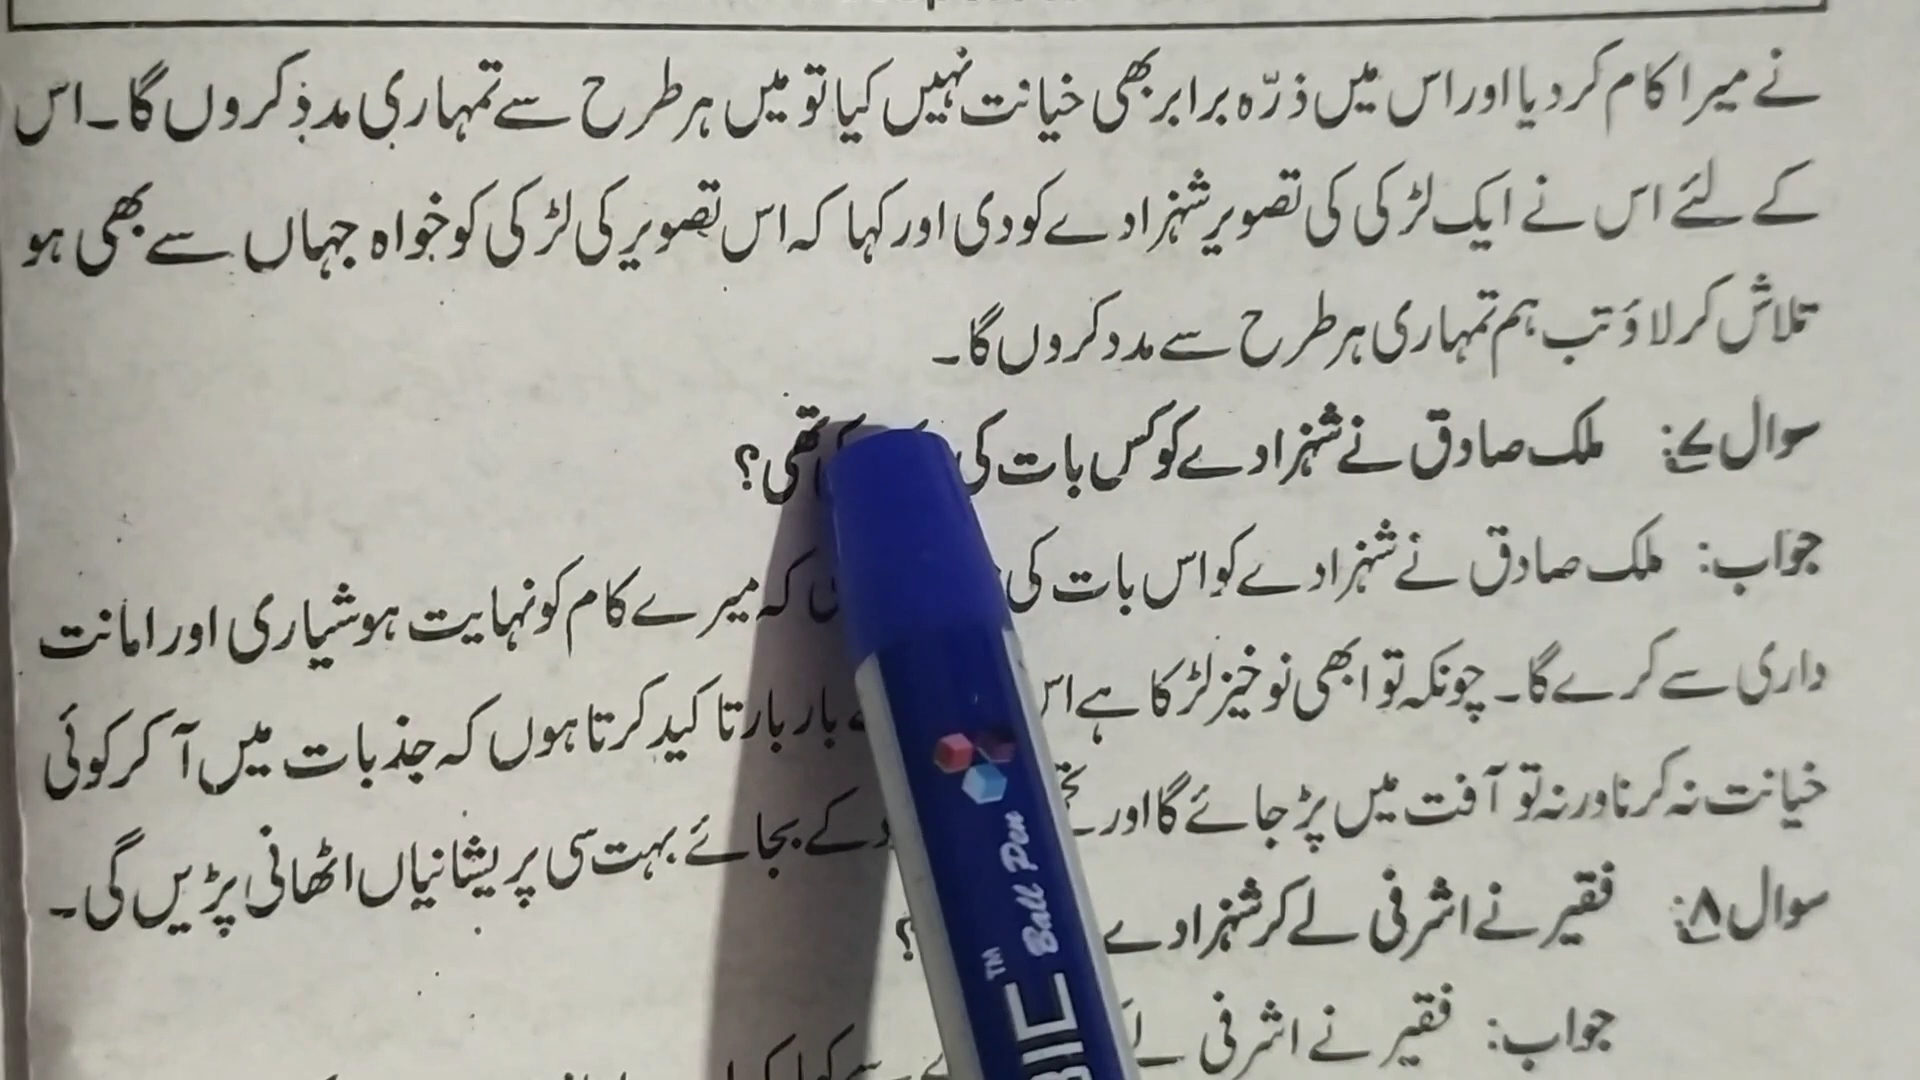 نے میرا کام کر دیا اور اس میں ذرّہ برابر بھی خیانت نہیں کیا تو میں ہر طرح سے تمہاری مدد کروں گا۔ اس
کے لئے اس نے ایک لڑکی کی تصویر شہزادے کو دی اور کہا کہ اس تصویر کی لڑکی کو خواہ جہاں سے بھی ہو
تلاش کر لاؤ تب ہم تمہاری ہر طرح سے مدد کروں گا۔
سوال ۷: ملک صادق نے شہزادے کو کس بات کی تھی؟
جواب: ملک صادق نے شہزادے کو اس بات کی کہ میرے کام کو نہایت ہوشیاری اور امانت
داری سے کرے گا۔ چونکہ تو ابھی نو خیز لڑکا ہے اس بار بار تاکید کرتا ہوں کہ جذبات میں آ کر کوئی
خیانت نہ کرنا ورنہ تو آفت میں پڑ جائے گا اور کے بجائے بہت سی پریشانیاں اٹھانی پڑیں گی۔
سوال ۸: فقیر نے اشرفی لے کر شہزادے ؟
جواب: فقیر نے اشرفی
Ball Pen
TM
BIC